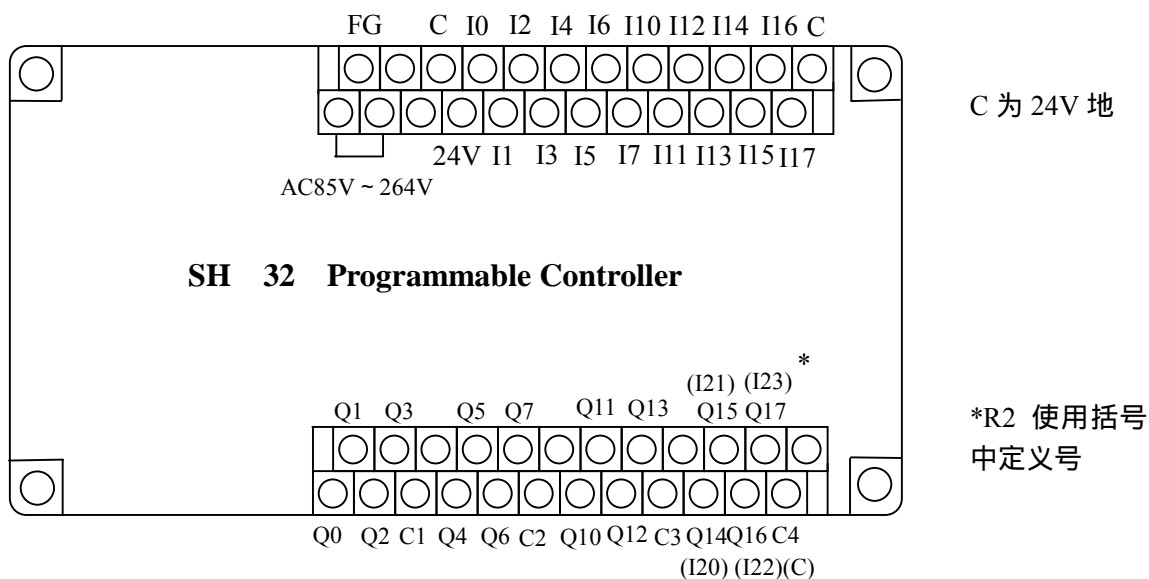 FG C I0 I2 I4 I6 I10 I12 I14 I16 C
24V I1 I3 I5 I7 I11 I13 I15 I17
AC85V ~ 264V
C 为 24V 地
SH 32 Programmable Controller
*
(I21) (I23)
Q1 Q3 Q5 Q7 Q11 Q13 Q15 Q17
*R2 使用括号
中定义号
Q0 Q2 C1 Q4 Q6 C2 Q10 Q12 C3 Q14 Q16 C4
(I20) (I22)(C)